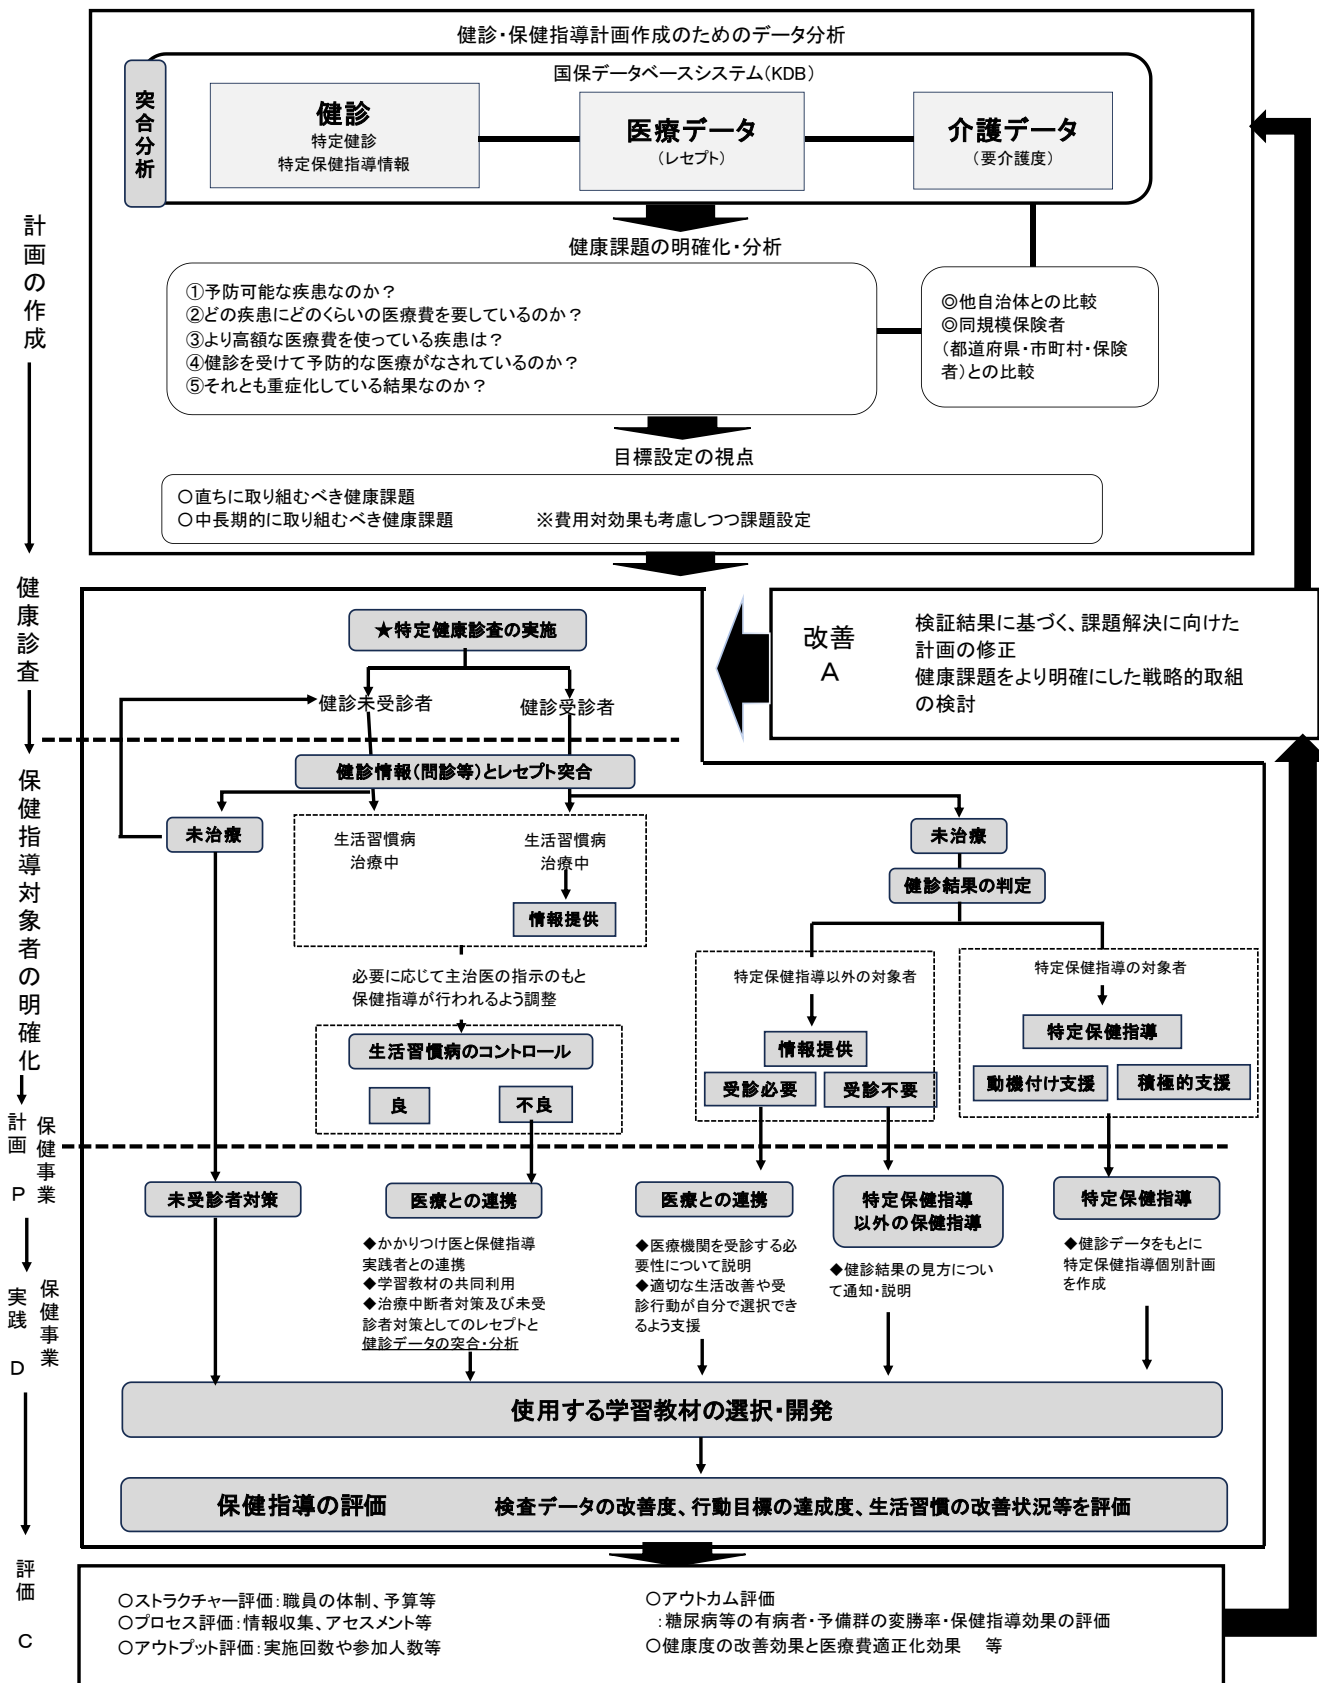 健診・保健指導計画作成のためのデータ分析
国保データベースシステム(KDB)
突合分析
健診
特定健診
特定保健指導情報
医療データ
(レセプト)
介護データ
(要介護度)
計画の作成
健康課題の明確化・分析
①予防可能な疾患なのか？
②どの疾患にどのくらいの医療費を要しているのか？
③より高額な医療費を使っている疾患は？
④健診を受けて予防的な医療がなされているのか？
⑤それとも重症化している結果なのか？
◎他自治体との比較
◎同規模保険者
(都道府県・市町村・保険
者)との比較
目標設定の視点
○直ちに取り組むべき健康課題
○中長期的に取り組むべき健康課題　※費用対効果も考慮しつつ課題設定
健康診査
★特定健康診査の実施
改善
A
検証結果に基づく、課題解決に向けた
計画の修正
健康課題をより明確にした戦略的取組
の検討
健診未受診者
健診受診者
保健指導対象者の明確化
健診情報(問診等)とレセプト突合
未治療
生活習慣病
治療中
生活習慣病
治療中
情報提供
未治療
健診結果の判定
必要に応じて主治医の指示のもと
保健指導が行われるよう調整
特定保健指導以外の対象者
特定保健指導の対象者
生活習慣病のコントロール
良
不良
情報提供
受診必要
受診不要
特定保健指導
動機付け支援
積極的支援
計画 P
保健事業
未受診者対策
医療との連携
医療との連携
特定保健指導
以外の保健指導
特定保健指導
◆かかりつけ医と保健指導
実践者との連携
◆学習教材の共同利用
◆治療中断者対策及び未受
診者対策としてのレセプトと
健診データの突合・分析
◆医療機関を受診する必
要性について説明
◆適切な生活改善や受
診行動が自分で選択でき
るよう支援
◆健診結果の見方につい
て通知・説明
◆健診データをもとに
特定保健指導個別計画
を作成
実践 D
保健事業
使用する学習教材の選択・開発
保健指導の評価　検査データの改善度、行動目標の達成度、生活習慣の改善状況等を評価
評価 C
○ストラクチャー評価：職員の体制、予算等
○プロセス評価：情報収集、アセスメント等
○アウトプット評価：実施回数や参加人数等
○アウトカム評価
：糖尿病等の有病者・予備群の変勝率・保健指導効果の評価
○健康度の改善効果と医療費適正化効果　等